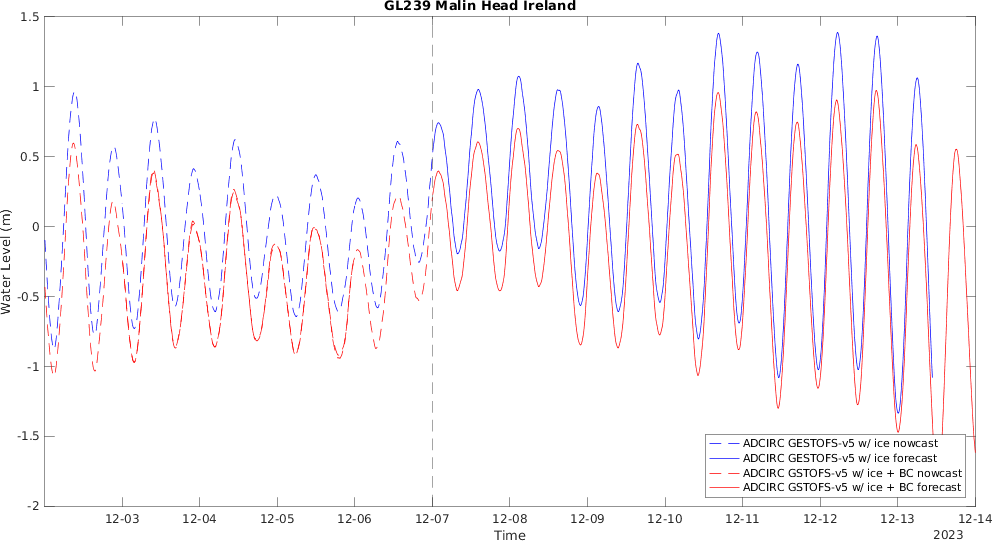 GL239 Malin Head Ireland
1.5
1
0.5
0
-0.5
-1
-1.5
-2
Water Level (m)
ADCIRC GESTOFS-v5 w/ ice nowcast
ADCIRC GESTOFS-v5 w/ ice forecast
ADCIRC GSTOFS-v5 w/ ice + BC nowcast
ADCIRC GSTOFS-v5 w/ ice + BC forecast
12-03 12-04 12-05 12-06 12-07 12-08 12-09 12-10 12-11 12-12 12-13 12-14
Time
2023